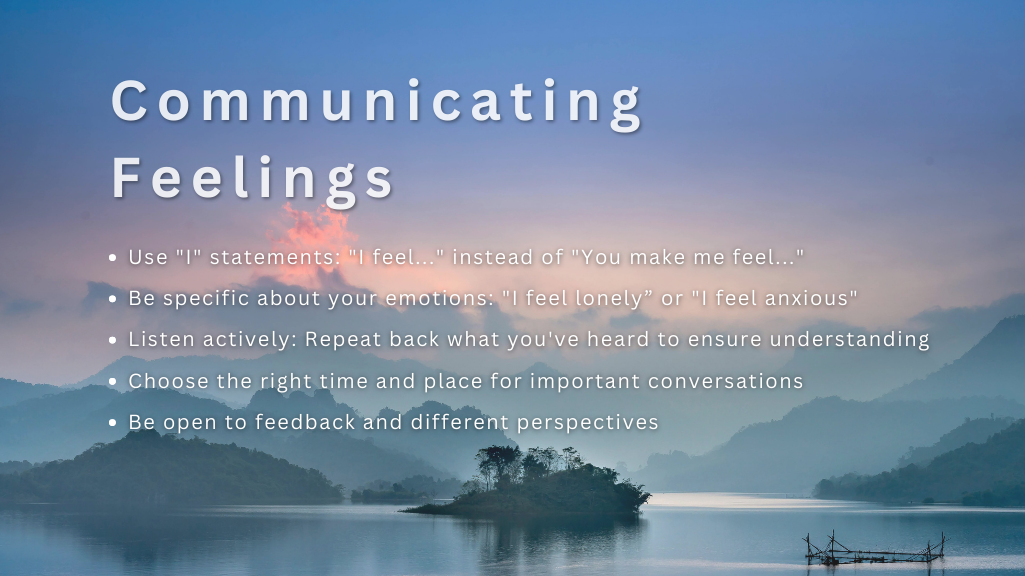 Communicating
Feelings
• Use "I" statements: "I feel..." instead of "You make me feel..."
• Be specific about your emotions: "I feel lonely” or "I feel anxious"
• Listen actively: Repeat back what you've heard to ensure understanding
• Choose the right time and place for important conversations
• Be open to feedback and different perspectives